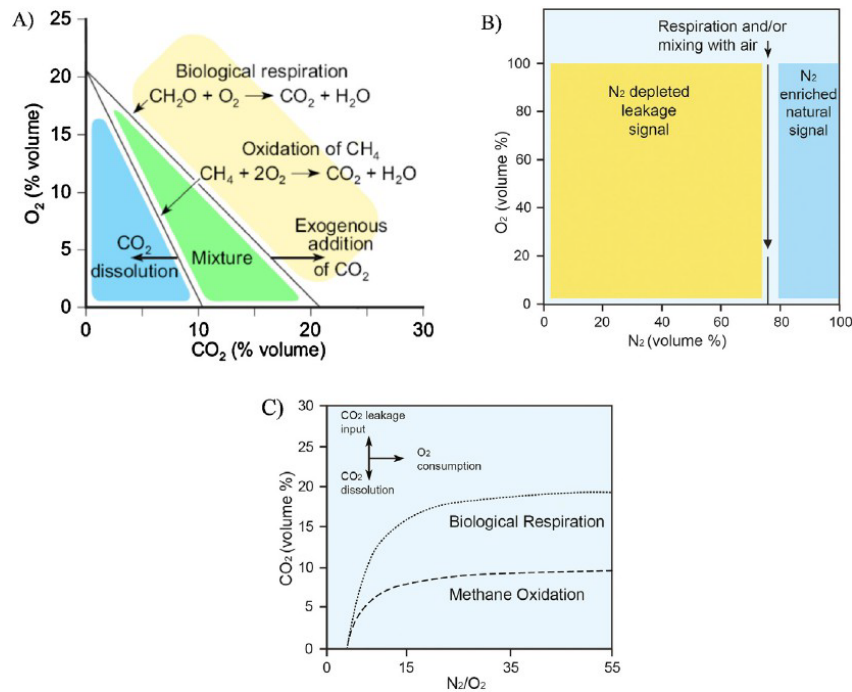 A)
25
20
15
10
5
0
O₂ (% volume)
0
10
20
30
CO₂ (% volume)
Biological respiration
CH₂O + O₂ → CO₂ + H₂O
Oxidation of CH₄
CH₄ + 2O₂ → CO₂ + H₂O
CO₂
dissolution
Mixture
Exogenous
addition
of CO₂
B)
Respiration and/or
mixing with air
100
80
60
40
20
0
O₂ (volume %)
N₂ depleted
leakage
signal
N₂
enriched
natural
signal
0
20
40
60
80
100
N₂ (volume %)
C)
30
25
20
15
10
5
0
CO₂ (volume %)
CO₂ leakage
input
O₂
consumption
CO₂
dissolution
Biological Respiration
Methane Oxidation
0
15
35
55
N₂/O₂